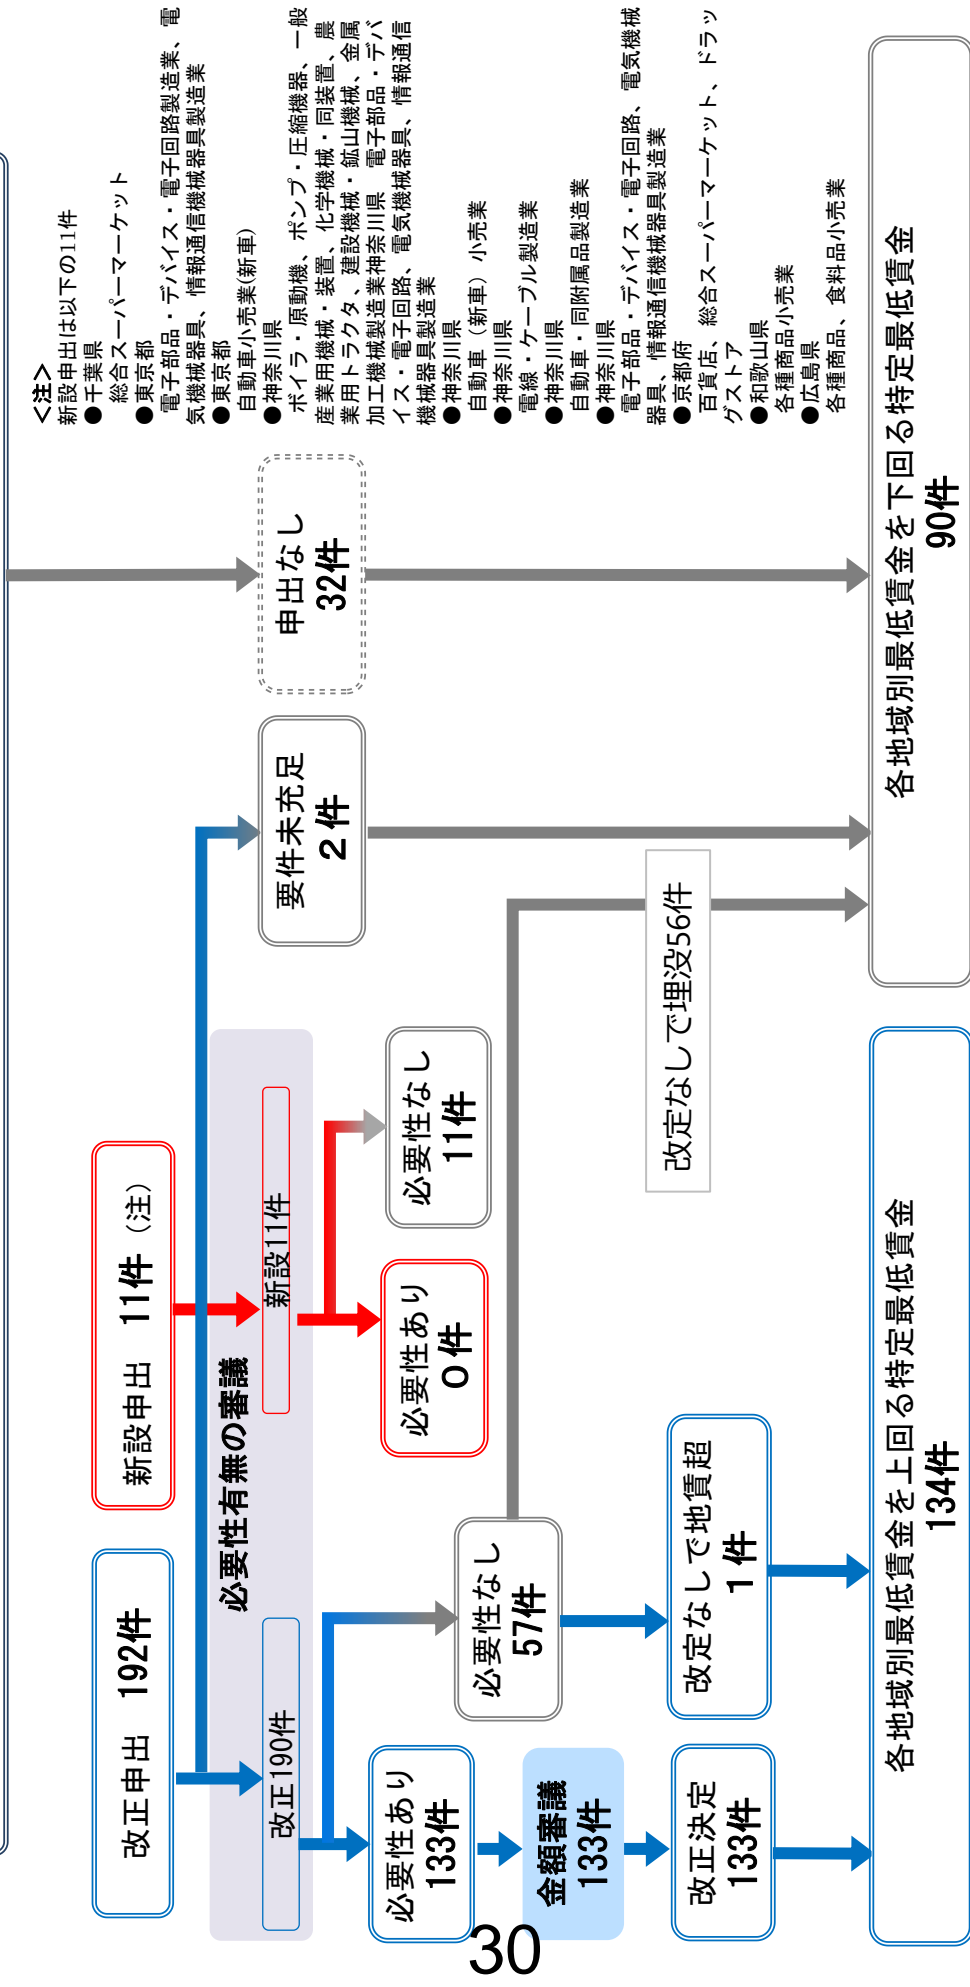 改正申出 192件
新設申出 11件（注）
必要性有無の審議
改正190件
新設11件
必要性あり
133件
必要性なし
57件
必要性あり
０件
必要性なし
11件
要件未充足
２件
申出なし
32件
金額審議
133件
改正決定
133件
改定なしで地賃超
１件
改定なしで埋没56件
各地域別最低賃金を上回る特定最低賃金
134件
各地域別最低賃金を下回る特定最低賃金
90件
＜注＞
新設申出は以下の11件
●千葉県
総合スーパーマーケット
●東京都
電子部品・デバイス・電子回路製造業、電
気機械器具、情報通信機械器具製造業
●東京都
自動車小売業(新車)
●神奈川県
ボイラ・原動機、ポンプ・圧縮機器、一般
産業用機械・装置、化学機械・同装置、農
業用トラクタ、建設機械・鉱山機械、金属
加工機械製造業神奈川県 電子部品・デバ
イス・電子回路、電気機械器具、情報通信
機械器具製造業
●神奈川県
自動車（新車）小売業
●神奈川県
電線・ケーブル製造業
●神奈川県
自動車・同附属品製造業
●神奈川県
電子部品・デバイス・電子回路、電気機械
器具、情報通信機械器具製造業
●京都府
百貨店、総合スーパーマーケット、ドラッ
グストア
●和歌山県
各種商品小売業
●広島県
各種商品、食料品小売業
30